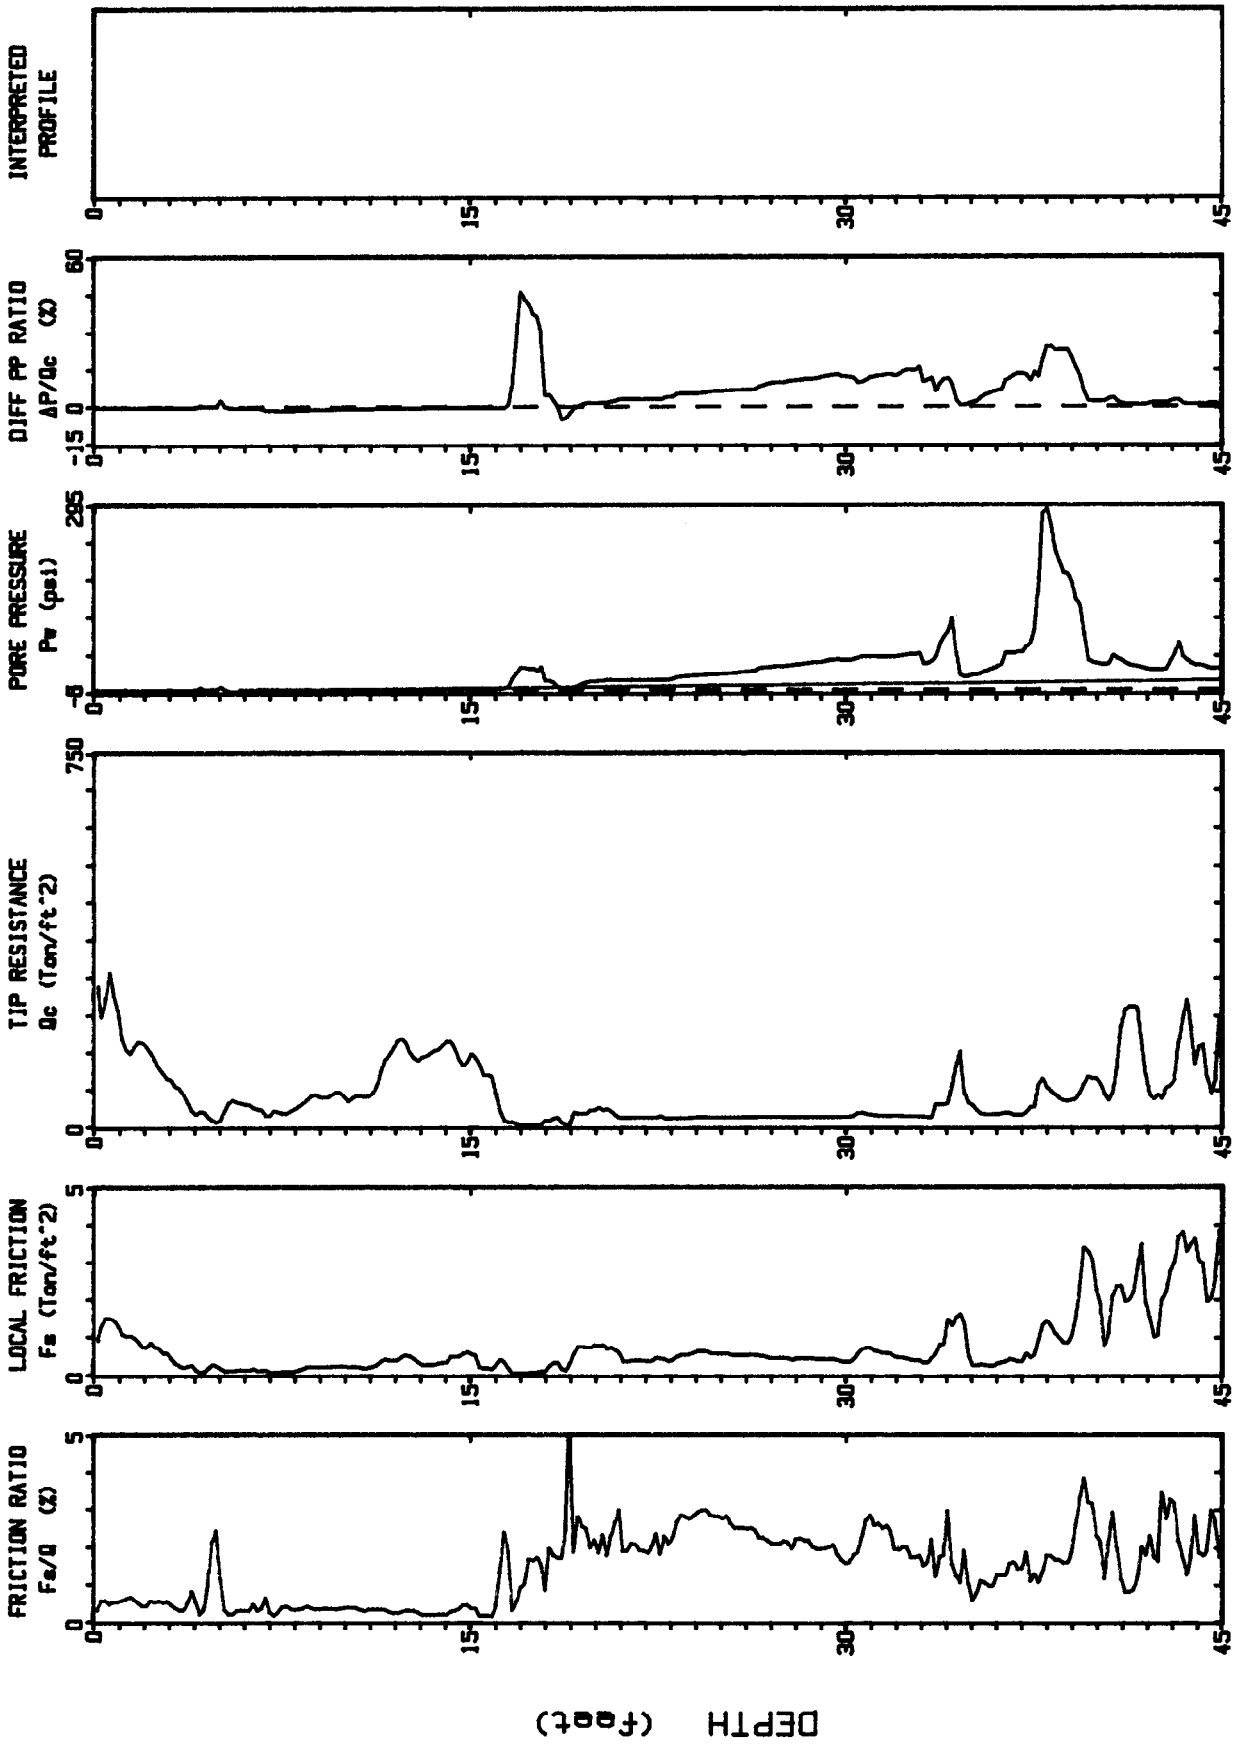 INTERPRETED
PROFILE
0
15
30
45
DIFF PP RATIO
ΔP/Qc (%)
60
0
-15
0
15
30
45
PORE PRESSURE
Pw (psi)
295
-5
0
15
30
45
TIP RESISTANCE
Qc (Ton/ft^2)
750
0
0
15
30
45
LOCAL FRICTION
Fs (Ton/ft^2)
5
0
0
15
30
45
FRICTION RATIO
Fs/Q (%)
5
0
0
15
30
45
DEPTH (feet)